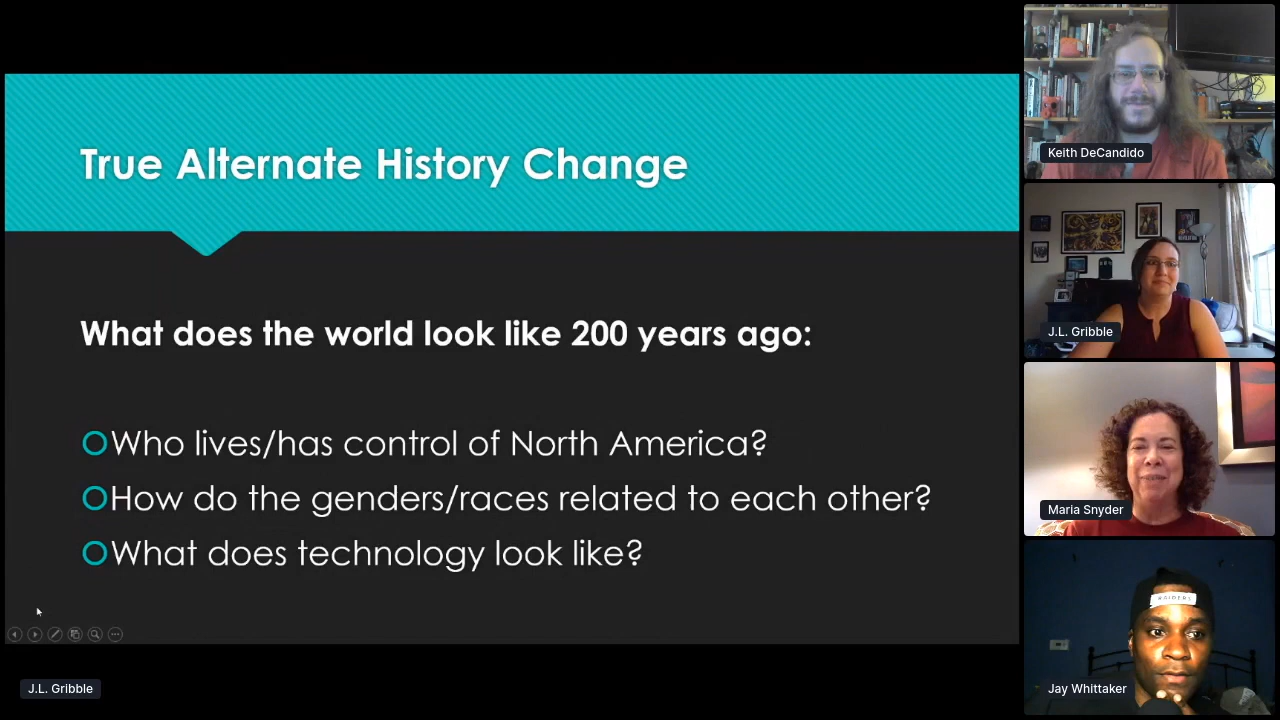 True Alternate History Change
What does the world look like 200 years ago:
Who lives/has control of North America?
How do the genders/races related to each other?
What does technology look like?
J.L. Gribble
Keith DeCandido
J.L. Gribble
Maria Snyder
RAIDERS
Jay Whittaker